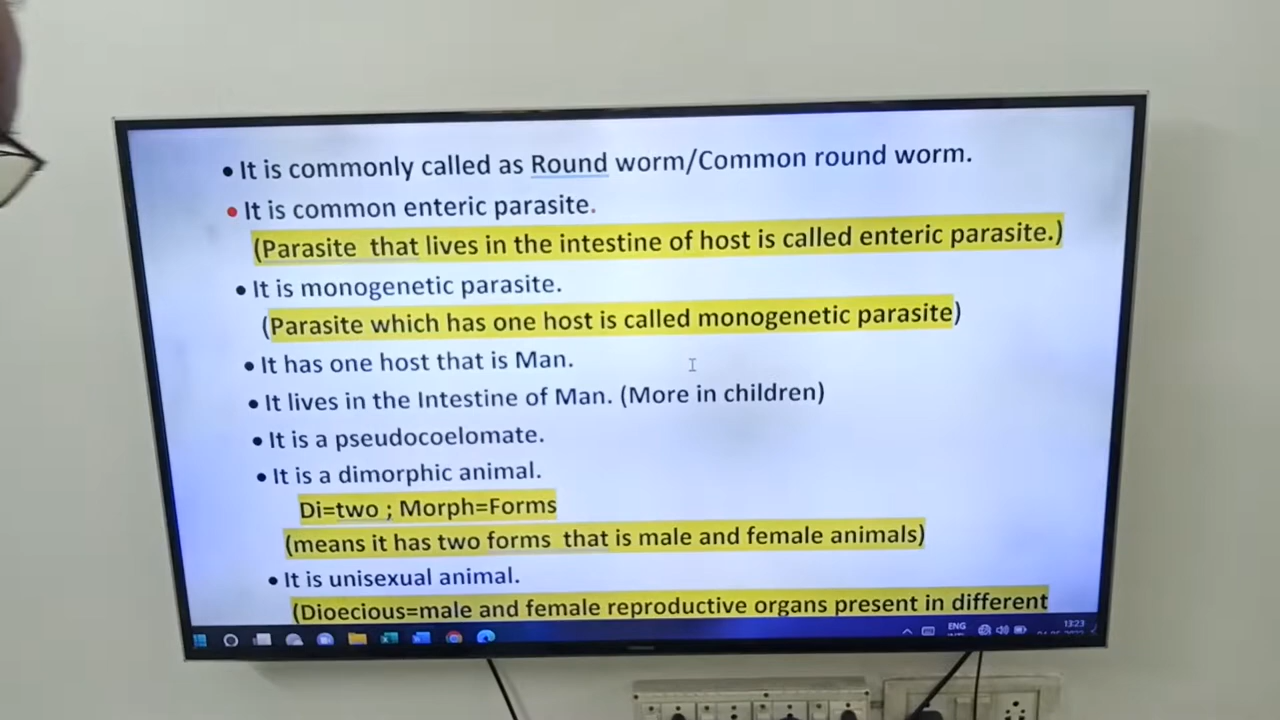 • It is commonly called as Round worm/Common round worm.
• It is common enteric parasite.
(Parasite that lives in the intestine of host is called enteric parasite.)
• It is monogenetic parasite.
(Parasite which has one host is called monogenetic parasite)
• It has one host that is Man.
• It lives in the Intestine of Man. (More in children)
• It is a pseudocoelomate.
• It is a dimorphic animal.
Di=two ; Morph=Forms
(means it has two forms that is male and female animals)
• It is unisexual animal.
(Dioecious=male and female reproductive organs present in different
ENG
13:23